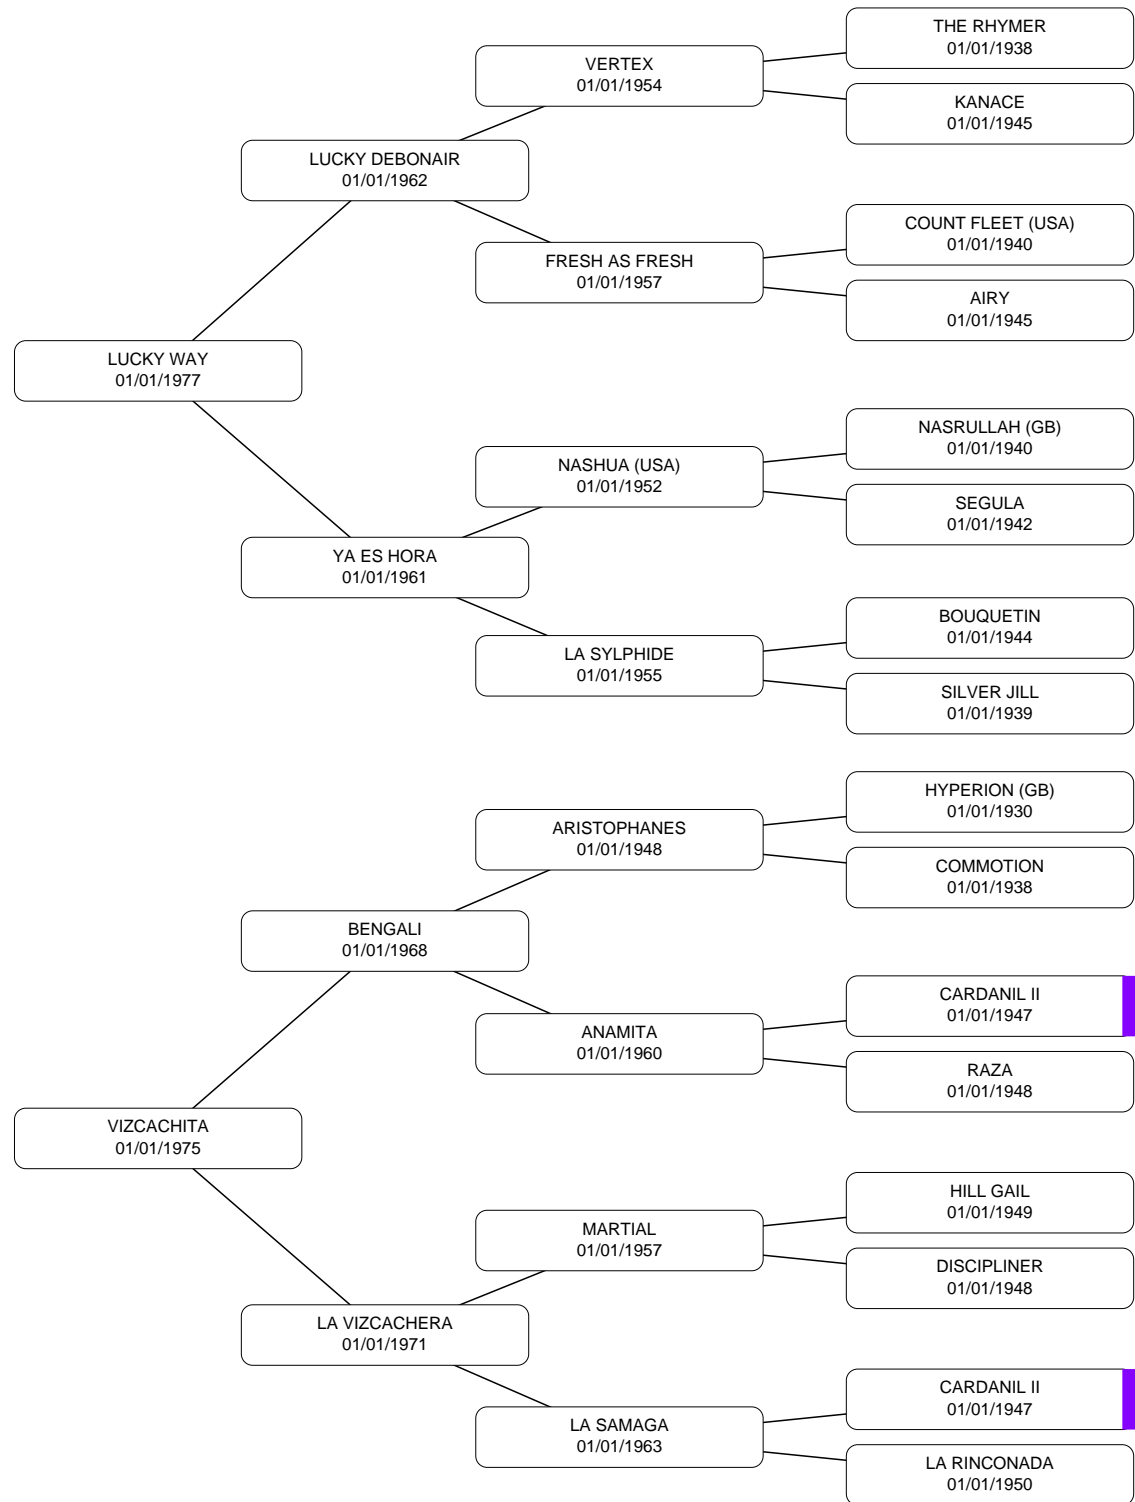 THE RHYMER
01/01/1938
VERTEX
01/01/1954
KANACE
01/01/1945
LUCKY DEBONAIR
01/01/1962
COUNT FLEET (USA)
01/01/1940
FRESH AS FRESH
01/01/1957
AIRY
01/01/1945
LUCKY WAY
01/01/1977
NASRULLAH (GB)
01/01/1940
NASHUA (USA)
01/01/1952
SEGULA
01/01/1942
YA ES HORA
01/01/1961
BOUQUETIN
01/01/1944
LA SYLPHIDE
01/01/1955
SILVER JILL
01/01/1939
HYPERION (GB)
01/01/1930
ARISTOPHANES
01/01/1948
COMMOTION
01/01/1938
BENGALI
01/01/1968
CARDANIL II
01/01/1947
ANAMITA
01/01/1960
RAZA
01/01/1948
VIZCACHITA
01/01/1975
HILL GAIL
01/01/1949
MARTIAL
01/01/1957
DISCIPLINER
01/01/1948
LA VIZCACHERA
01/01/1971
CARDANIL II
01/01/1947
LA SAMAGA
01/01/1963
LA RINCONADA
01/01/1950